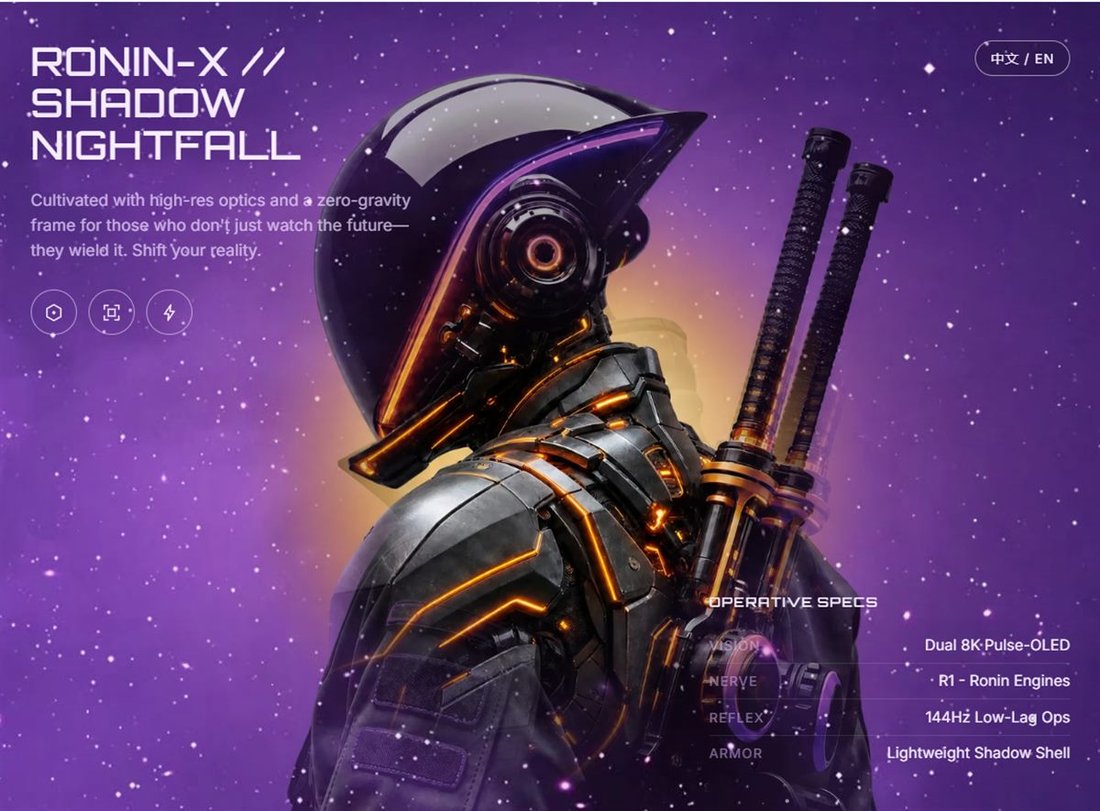 RONIN-X //
SHADOW
NIGHTFALL
中文 / EN
Cultivated with high-res optics and a zero-gravity
frame for those who don't just watch the future—
they wield it. Shift your reality.
OPERATIVE SPECS
VISION Dual 8K Pulse-OLED
NERVE R1 - Ronin Engines
REFLEX 144Hz Low-Lag Ops
ARMOR Lightweight Shadow Shell